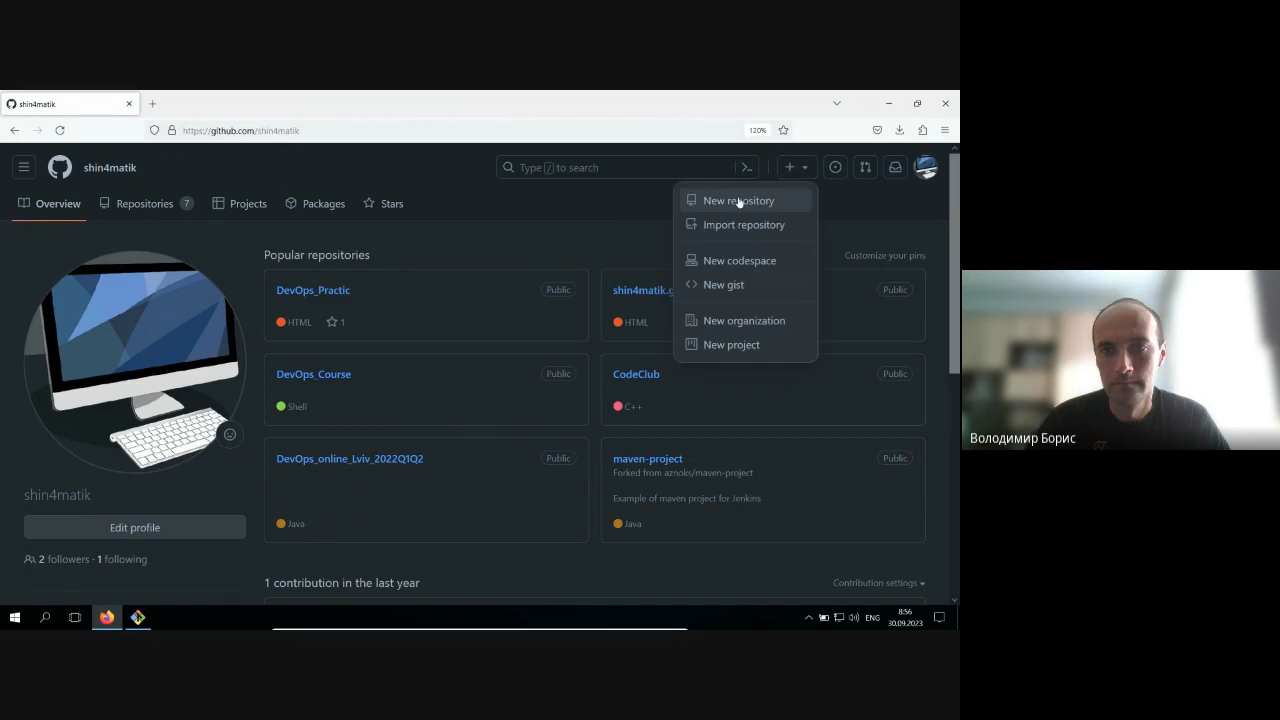 shin4matik
https://github.com/shin4matik
120%
shin4matik
Type / to search
Overview
Repositories 7
Projects
Packages
Stars
New repository
Import repository
New codespace
New gist
New organization
New project
Popular repositories
Customize your pins
DevOps_Practic
Public
HTML
1
shin4matik.g
Public
HTML
DevOps_Course
Public
Shell
CodeClub
Public
C++
DevOps_online_Lviv_2022Q1Q2
Public
Java
maven-project
Public
Forked from aznoks/maven-project
Example of maven project for Jenkins
Java
shin4matik
Edit profile
2 followers · 1 following
1 contribution in the last year
Contribution settings
ENG
8:56
30.09.2023
Володимир Борис